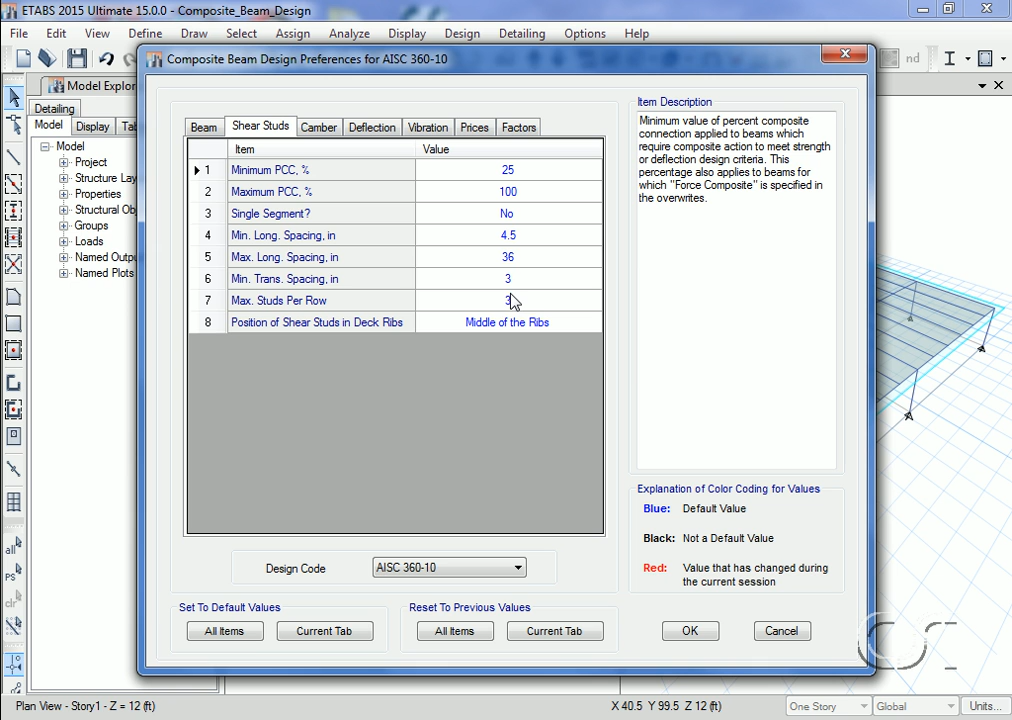 ETABS 2015 Ultimate 15.0.0 - Composite_Beam_Design
File Edit View Define Draw Select Assign Analyze Display Design Detailing Options Help
nd
Model Explor
Composite Beam Design Preferences for AISC 360-10
Detailing
Model Display Tab
Model
Project
Structure Lay
Properties
Structural Obj
Groups
Loads
Named Outpu
Named Plots
all
PS
clr
Beam Shear Studs Camber Deflection Vibration Prices Factors
Item Value
1 Minimum PCC, % 25
2 Maximum PCC, % 100
3 Single Segment? No
4 Min. Long. Spacing, in 4.5
5 Max. Long. Spacing, in 36
6 Min. Trans. Spacing, in 3
7 Max. Studs Per Row 3
8 Position of Shear Studs in Deck Ribs Middle of the Ribs
Item Description
Minimum value of percent composite
connection applied to beams which
require composite action to meet strength
or deflection design criteria. This
percentage also applies to beams for
which "Force Composite" is specified in
the overwrites.
Explanation of Color Coding for Values
Blue: Default Value
Black: Not a Default Value
Red: Value that has changed during
the current session
Design Code AISC 360-10
Set To Default Values
All Items Current Tab
Reset To Previous Values
All Items Current Tab
OK Cancel
CSI
Plan View - Story1 - Z = 12 (ft) X 40.5 Y 99.5 Z 12 (ft) One Story Global Units...